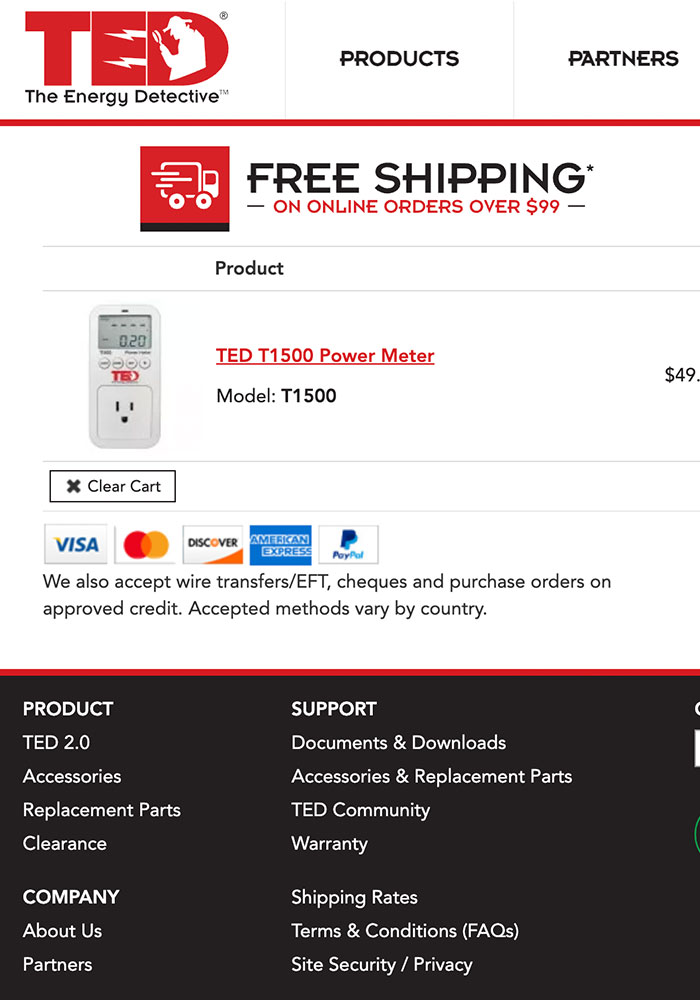 TED®
The Energy Detective™
PRODUCTS
PARTNERS
FREE SHIPPING*
— ON ONLINE ORDERS OVER $99 —
Product
0.20
Power meter
TED
TED T1500 Power Meter
Model: T1500
$49.
✖ Clear Cart
VISA
DISCOVER
AMERICAN
EXPRESS
PayPal
We also accept wire transfers/EFT, cheques and purchase orders on
approved credit. Accepted methods vary by country.
PRODUCT
TED 2.0
Accessories
Replacement Parts
Clearance
SUPPORT
Documents & Downloads
Accessories & Replacement Parts
TED Community
Warranty
COMPANY
About Us
Partners
Shipping Rates
Terms & Conditions (FAQs)
Site Security / Privacy